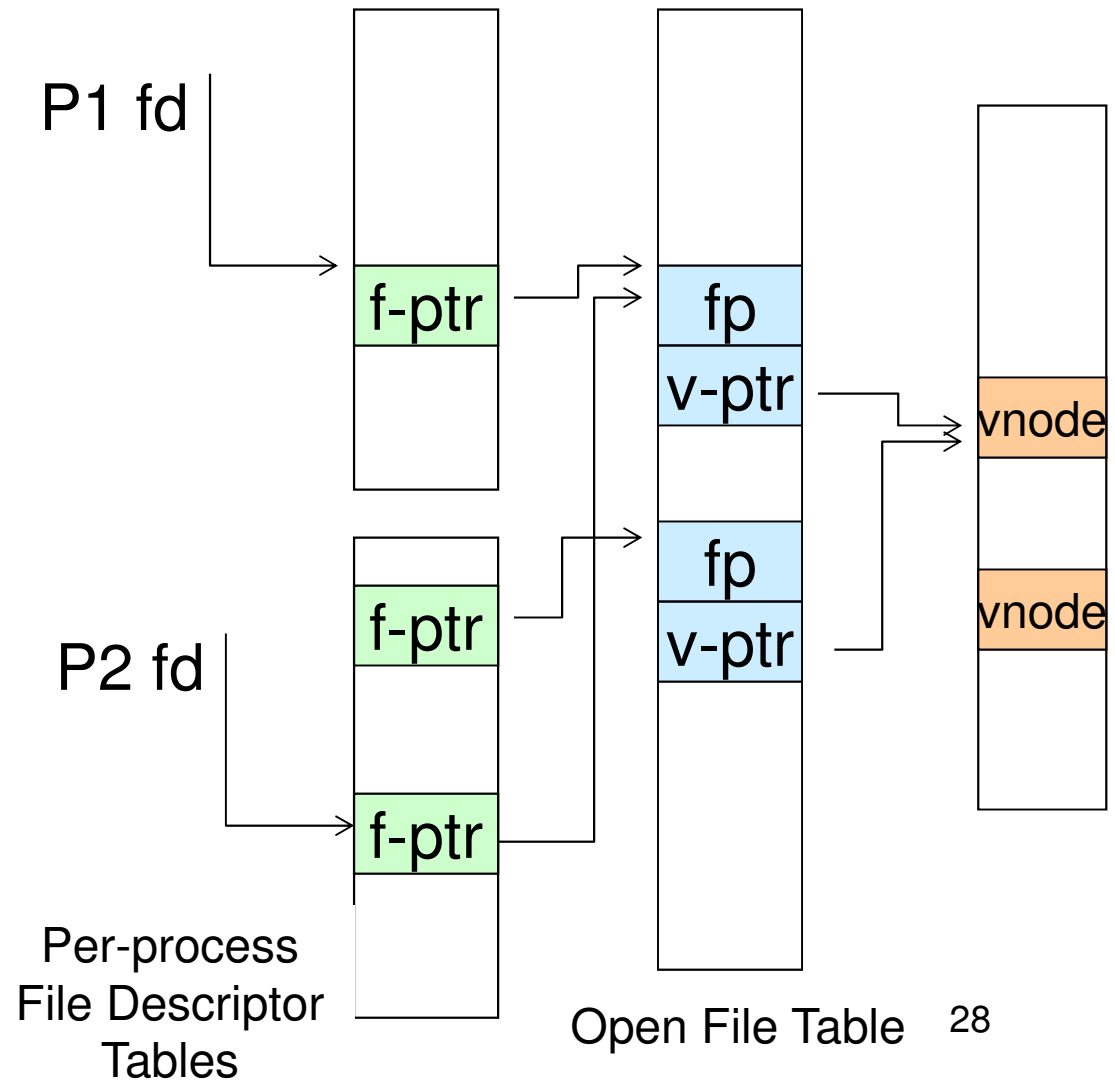 P1 fd
f-ptr
fp
v-ptr
vnode
fp
f-ptr
vnode
v-ptr
P2 fd
f-ptr
Per-process
File Descriptor
Tables
Open File Table
28